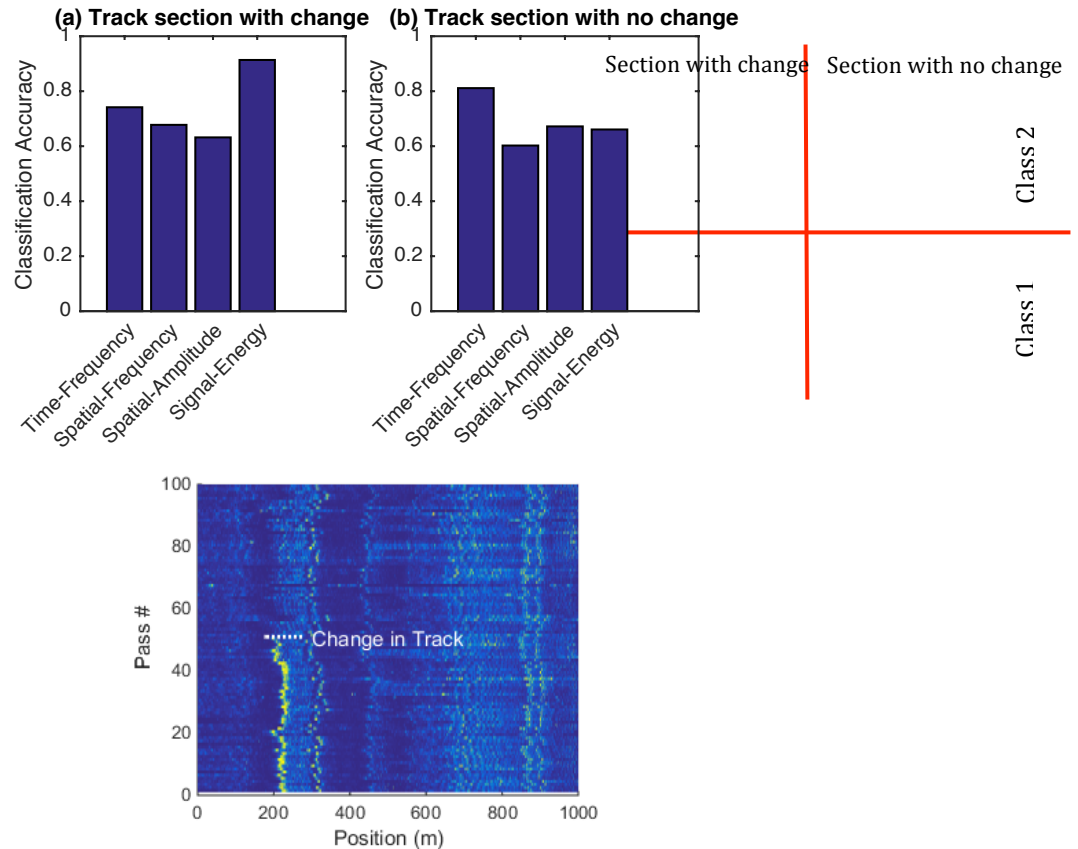 (a) Track section with change
Classification Accuracy
1
0.8
0.6
0.4
0.2
0
Time-Frequency
Spatial-Frequency
Spatial-Amplitude
Signal-Energy
(b) Track section with no change
Classification Accuracy
1
0.8
0.6
0.4
0.2
0
Time-Frequency
Spatial-Frequency
Spatial-Amplitude
Signal-Energy
Section with change
Section with no change
Class 2
Class 1
Pass #
100
80
60
40
20
0
Change in Track
0
200
400
600
800
1000
Position (m)